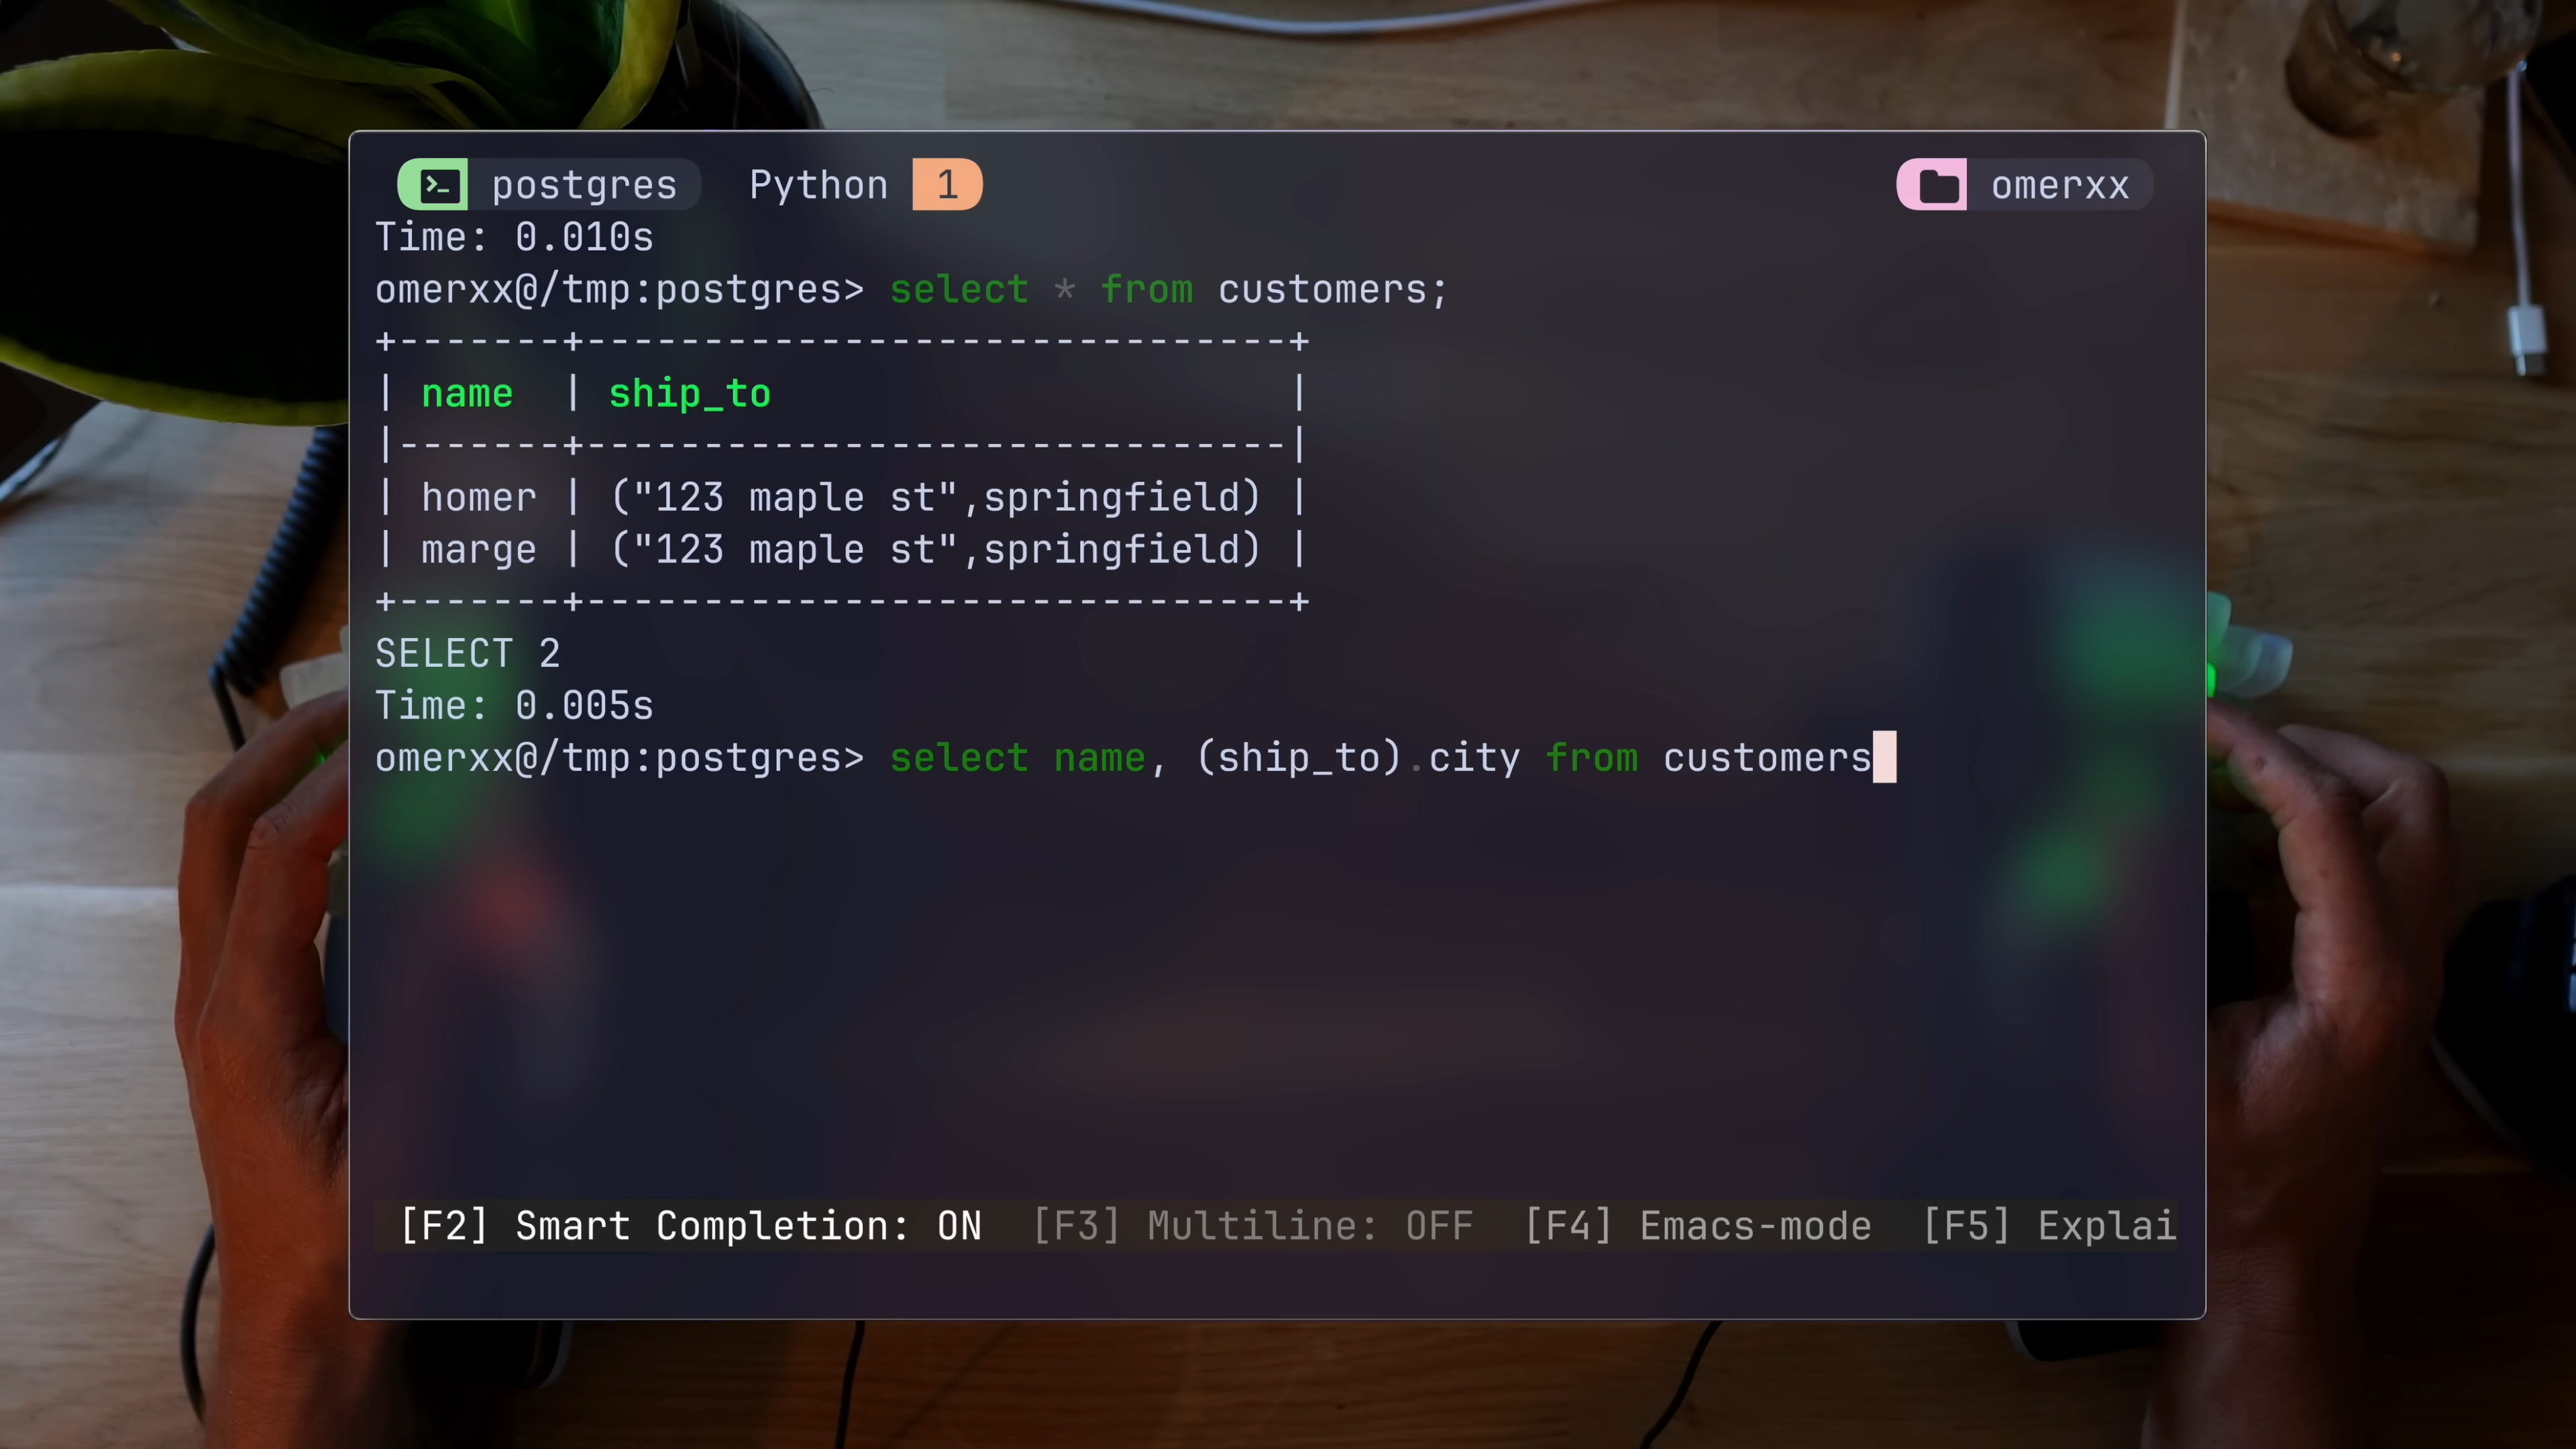 postgres Python 1 omerxx
Time: 0.010s
omerxx@/tmp:postgres> select * from customers;
+-------+------------------------------+
| name  | ship_to                      |
|-------+------------------------------|
| homer | ("123 maple st",springfield) |
| marge | ("123 maple st",springfield) |
+-------+------------------------------+
SELECT 2
Time: 0.005s
omerxx@/tmp:postgres> select name, (ship_to).city from customers
[F2] Smart Completion: ON [F3] Multiline: OFF [F4] Emacs-mode [F5] Explai